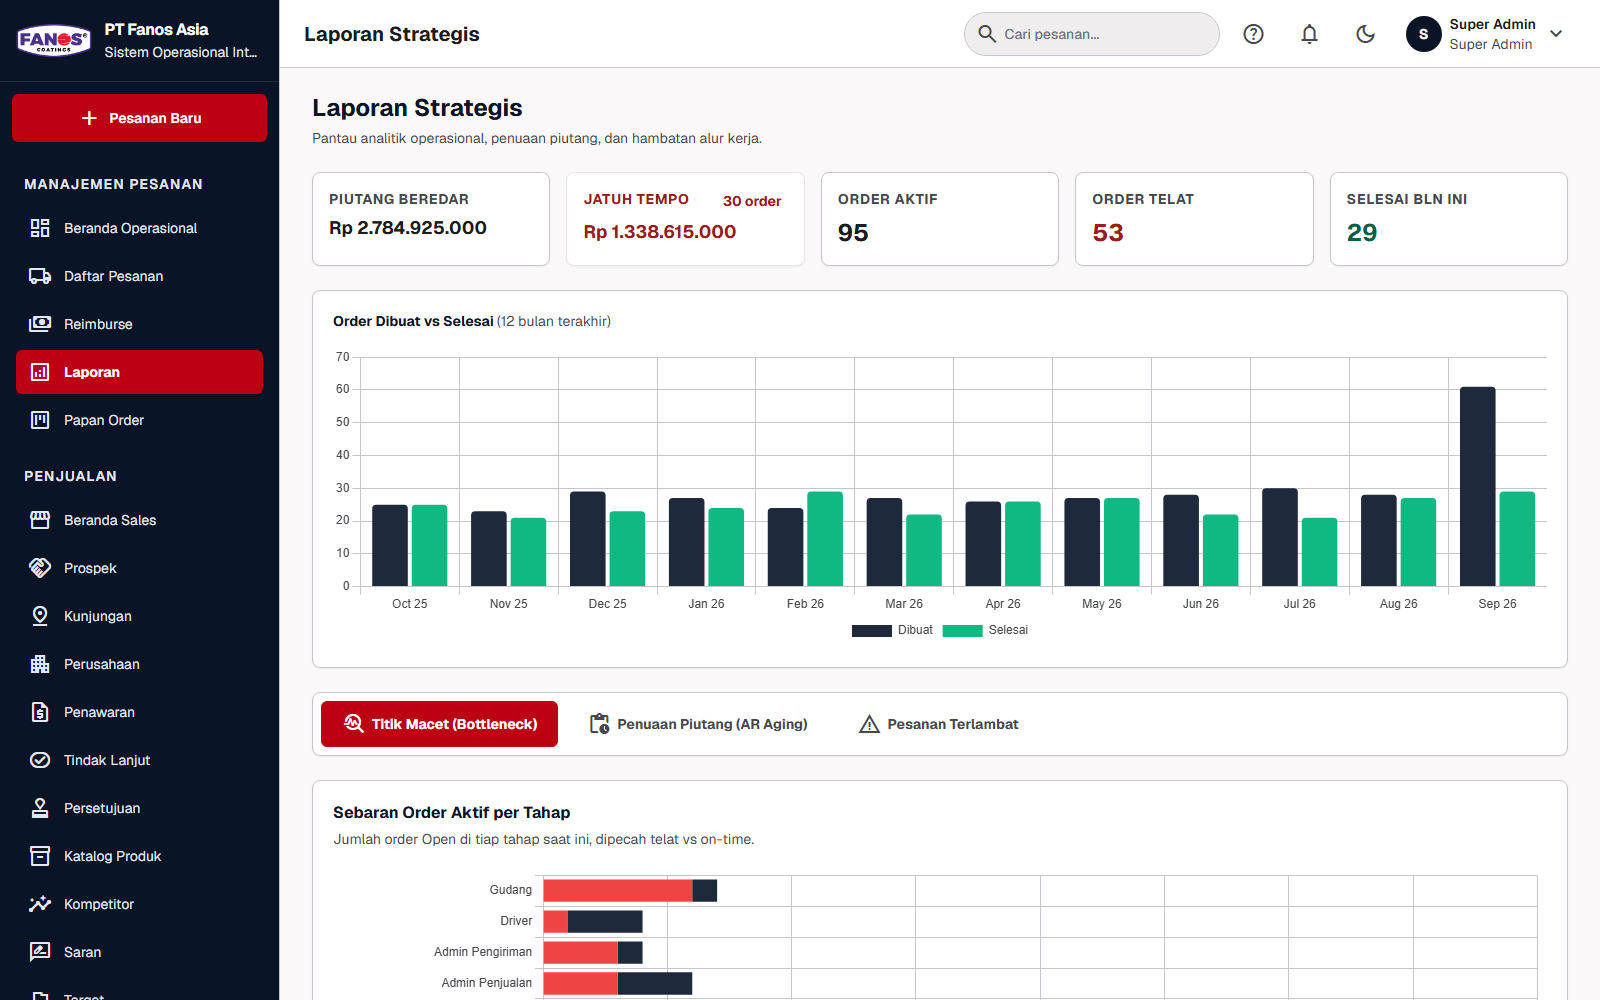 FANOS®
COATINGS
PT Fanos Asia
Sistem Operasional Int...
Pesanan Baru
MANAJEMEN PESANAN
Beranda Operasional
Daftar Pesanan
Reimburse
Laporan
Papan Order
PENJUALAN
Beranda Sales
Prospek
Kunjungan
Perusahaan
Penawaran
Tindak Lanjut
Persetujuan
Katalog Produk
Kompetitor
Saran
Target
Laporan Strategis
Cari pesanan...
S
Super Admin
Super Admin
Laporan Strategis
Pantau analitik operasional, penuaan piutang, dan hambatan alur kerja.
PIUTANG BEREDAR
Rp 2.784.925.000
JATUH TEMPO 30 order
Rp 1.338.615.000
ORDER AKTIF
95
ORDER TELAT
53
SELESAI BLN INI
29
Order Dibuat vs Selesai (12 bulan terakhir)
70
60
50
40
30
20
10
0
Oct 25 Nov 25 Dec 25 Jan 26 Feb 26 Mar 26 Apr 26 May 26 Jun 26 Jul 26 Aug 26 Sep 26
Dibuat Selesai
Titik Macet (Bottleneck) Penuaan Piutang (AR Aging) Pesanan Terlambat
Sebaran Order Aktif per Tahap
Jumlah order Open di tiap tahap saat ini, dipecah telat vs on-time.
Gudang
Driver
Admin Pengiriman
Admin Penjualan